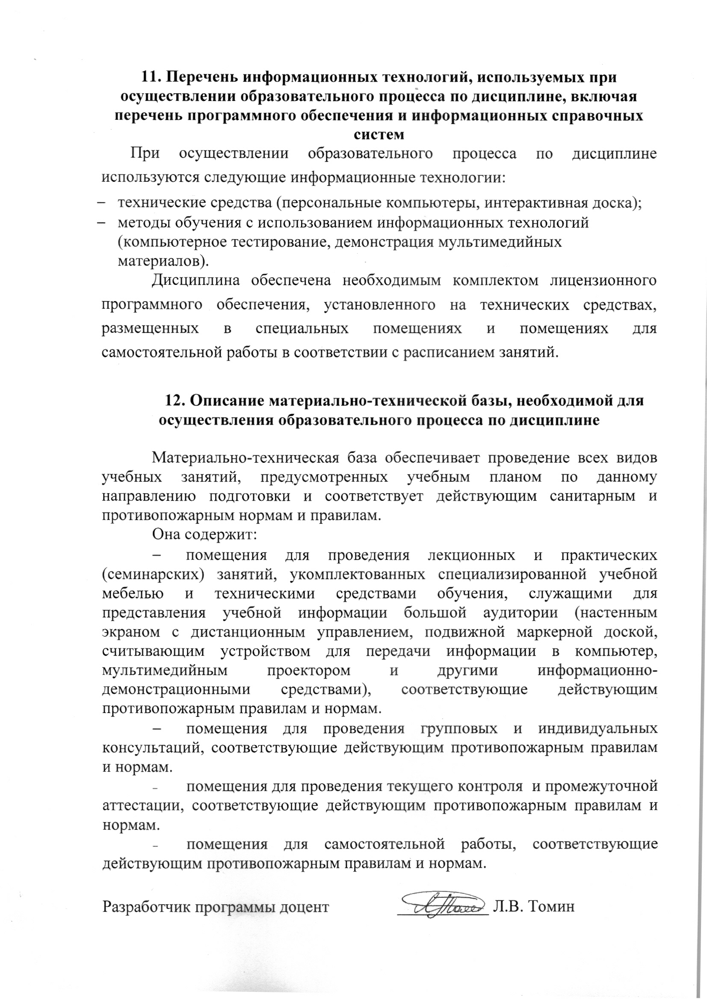 11. Перечень информационных технологий, используемых при
осуществлении образовательного процесса по дисциплине, включая
перечень программного обеспечения и информационных справочных
систем
При осуществлении образовательного процесса по дисциплине
используются следующие информационные технологии:
– технические средства (персональные компьютеры, интерактивная доска);
– методы обучения с использованием информационных технологий
(компьютерное тестирование, демонстрация мультимедийных
материалов).
Дисциплина обеспечена необходимым комплектом лицензионного
программного обеспечения, установленного на технических средствах,
размещенных в специальных помещениях и помещениях для
самостоятельной работы в соответствии с расписанием занятий.
12. Описание материально-технической базы, необходимой для
осуществления образовательного процесса по дисциплине
Материально-техническая база обеспечивает проведение всех видов
учебных занятий, предусмотренных учебным планом по данному
направлению подготовки и соответствует действующим санитарным и
противопожарным нормам и правилам.
Она содержит:
– помещения для проведения лекционных и практических
(семинарских) занятий, укомплектованных специализированной учебной
мебелью и техническими средствами обучения, служащими для
представления учебной информации большой аудитории (настенным
экраном с дистанционным управлением, подвижной маркерной доской,
считывающим устройством для передачи информации в компьютер,
мультимедийным проектором и другими информационно-
демонстрационными средствами), соответствующие действующим
противопожарным правилам и нормам.
– помещения для проведения групповых и индивидуальных
консультаций, соответствующие действующим противопожарным правилам
и нормам.
- помещения для проведения текущего контроля и промежуточной
аттестации, соответствующие действующим противопожарным правилам и
нормам.
- помещения для самостоятельной работы, соответствующие
действующим противопожарным правилам и нормам.
Разработчик программы доцент Л.В. Томин